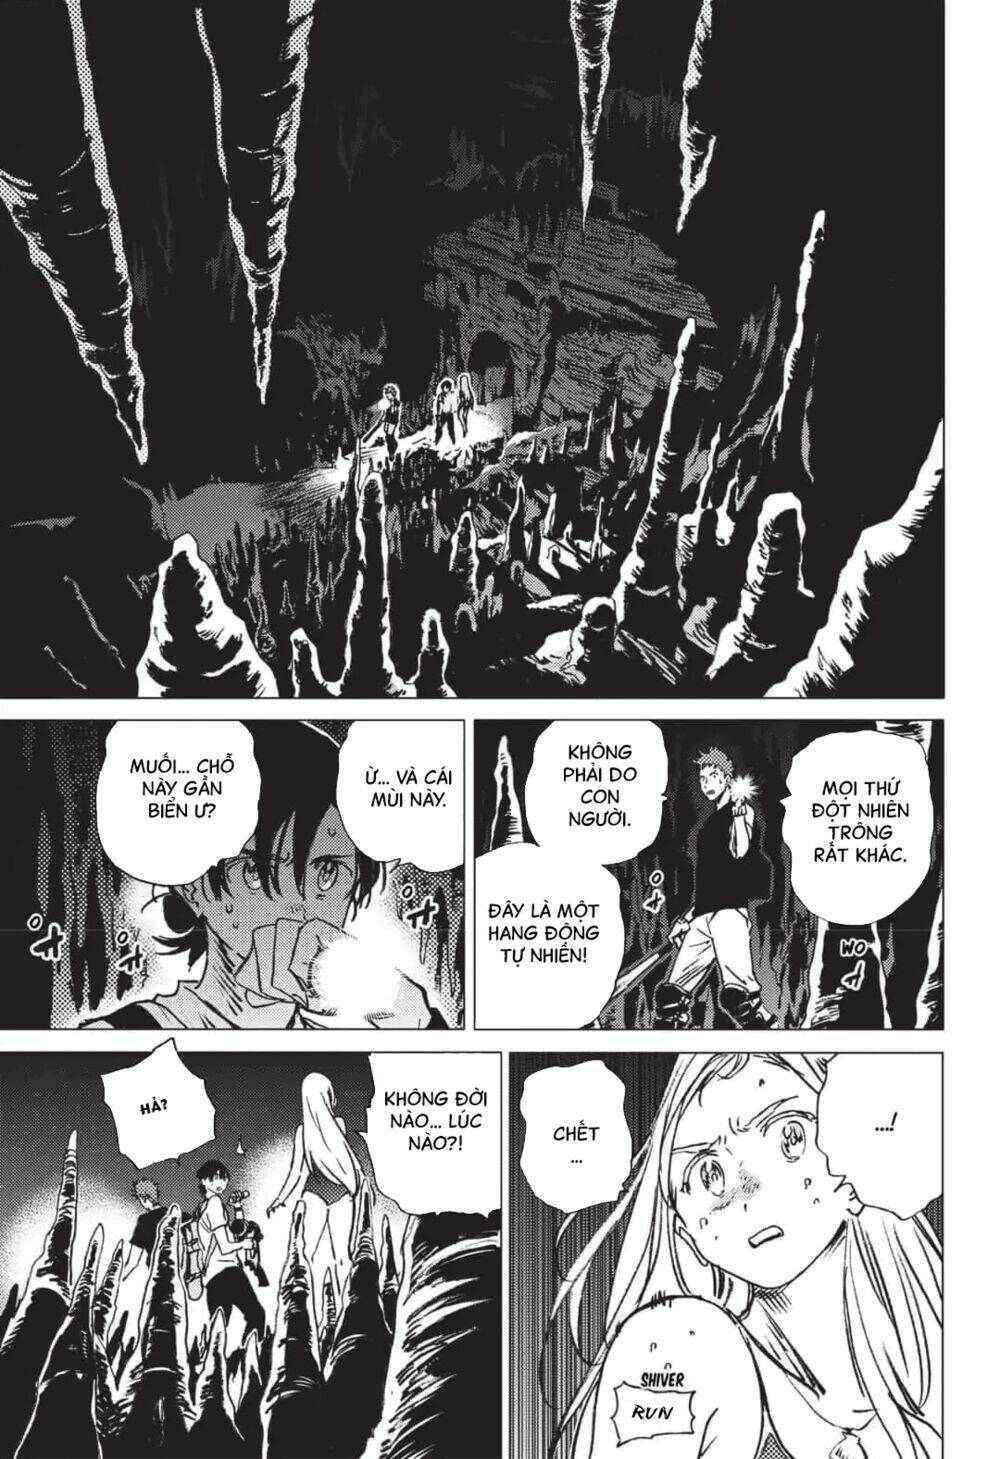 MỌI THỨ
ĐỘT NHIÊN
TRÔNG
RẤT KHÁC.
KHÔNG
PHẢI DO
CON
NGƯỜI.
ĐÂY LÀ MỘT
HANG ĐỘNG
TỰ NHIÊN!
WO
Ừ... VÀ CÁI
MÙI NÀY.
MUỐI... CHỖ
NÀY GẦN
BIỂN Ư?
...!
CHẾT
...
SHIVER
RUN
KHÔNG ĐỜI
NÀO... LÚC
NÀO?!
HẢ?